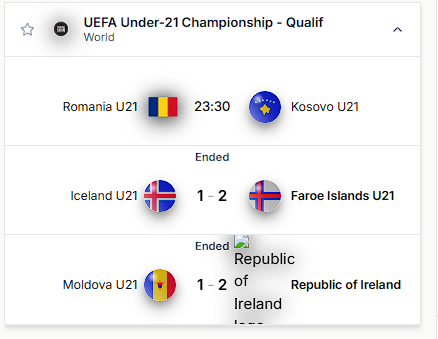 UEFA Under-21 Championship - Qualif
World
Romania U21 23:30 Kosovo U21
Ended
Iceland U21 1 - 2 Faroe Islands U21
Ended
Moldova U21 1 - 2 Republic of Ireland
Republic
of
Ireland
logo